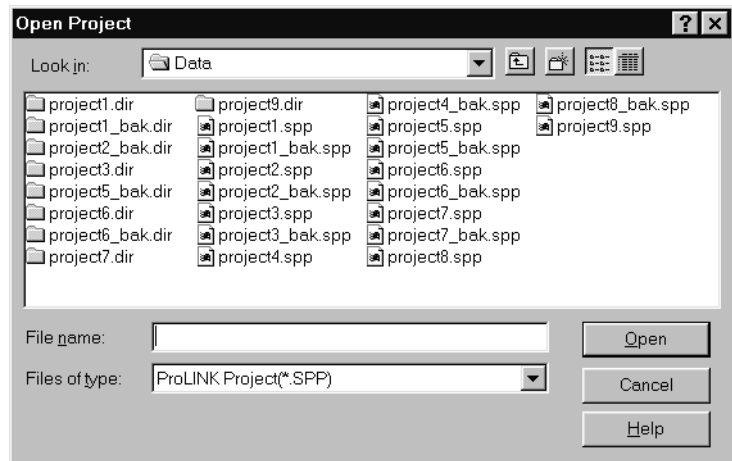 Open Project
Look in: Data
project1.dir
project1_bak.dir
project2_bak.dir
project3.dir
project5_bak.dir
project6.dir
project6_bak.dir
project7.dir
project9.dir
project1.spp
project1_bak.spp
project2.spp
project2_bak.spp
project3.spp
project3_bak.spp
project4.spp
project4_bak.spp
project5.spp
project5_bak.spp
project6.spp
project6_bak.spp
project7.spp
project7_bak.spp
project8.spp
project8_bak.spp
project9.spp
File name:
Open
Files of type: ProLINK Project(*.SPP)
Cancel
Help